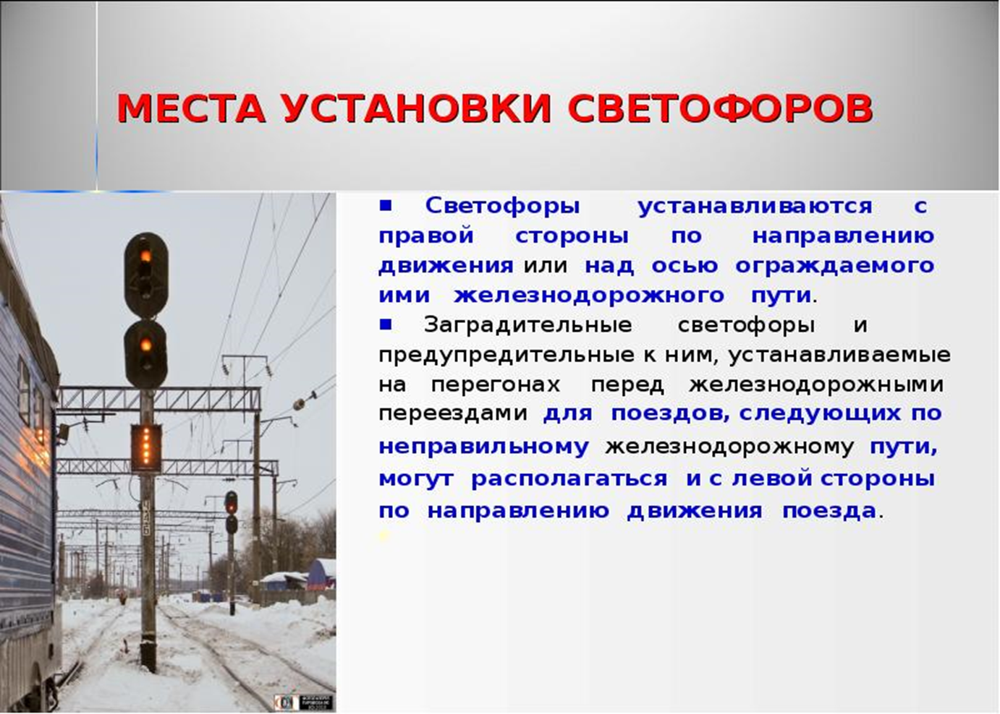 МЕСТА УСТАНОВКИ СВЕТОФОРОВ
Светофоры устанавливаются с
правой стороны по направлению
движения или над осью ограждаемого
ими железнодорожного пути.
Заградительные светофоры и
предупредительные к ним, устанавливаемые
на перегонах перед железнодорожными
переездами для поездов, следующих по
неправильному железнодорожному пути,
могут располагаться и с левой стороны
по направлению движения поезда.